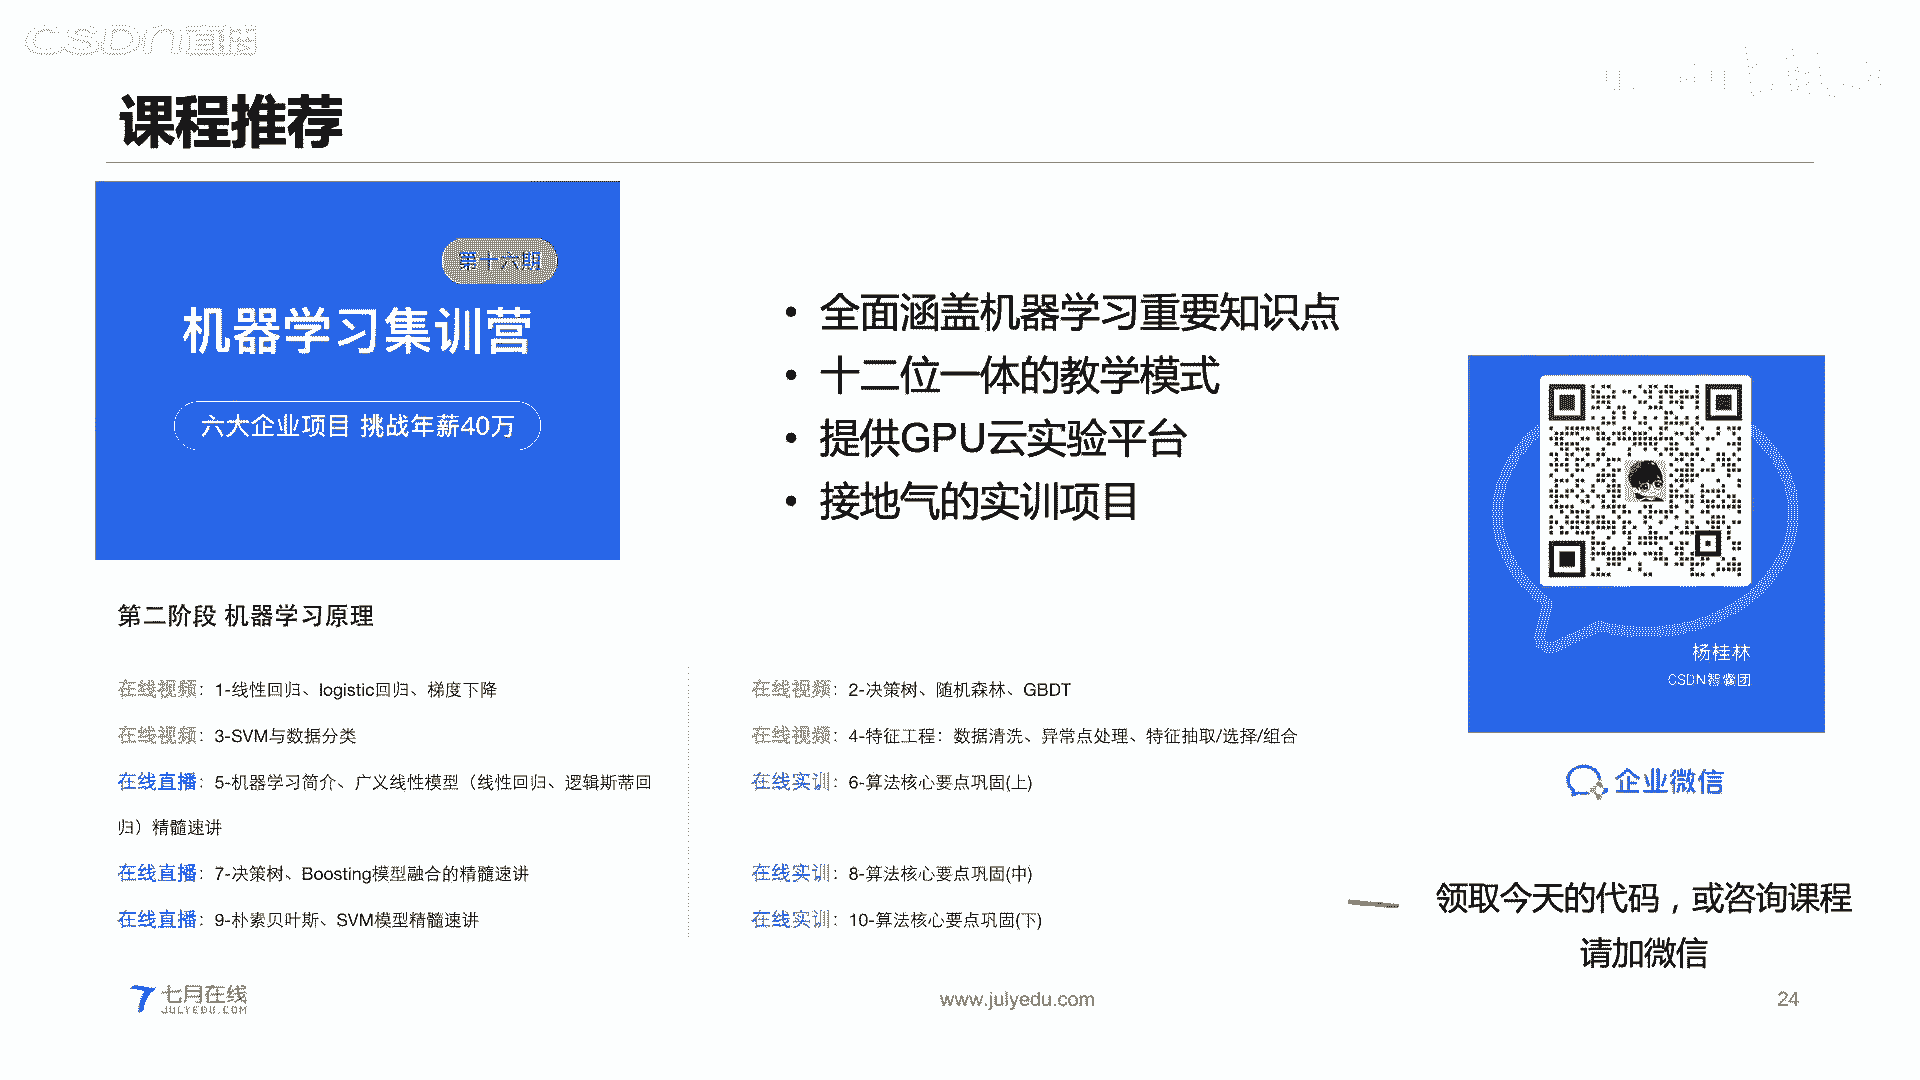 CSDN直播
课程推荐
第十六期
机器学习集训营
六大企业项目 挑战年薪40万
• 全面涵盖机器学习重要知识点
• 十二位一体的教学模式
• 提供GPU云实验平台
• 接地气的实训项目
杨桂林
CSDN智囊团
企业微信
领取今天的代码，或咨询课程
请加微信
第二阶段 机器学习原理
在线视频：1-线性回归、logistic回归、梯度下降
在线视频：2-决策树、随机森林、GBDT
在线视频：3-SVM与数据分类
在线视频：4-特征工程：数据清洗、异常点处理、特征抽取/选择/组合
在线直播：5-机器学习简介、广义线性模型（线性回归、逻辑斯蒂回
归）精髓速讲
在线实训：6-算法核心要点巩固(上)
在线直播：7-决策树、Boosting模型融合的精髓速讲
在线实训：8-算法核心要点巩固(中)
在线直播：9-朴素贝叶斯、SVM模型精髓速讲
在线实训：10-算法核心要点巩固(下)
七月在线
JULYEDU.COM
www.julyedu.com
24